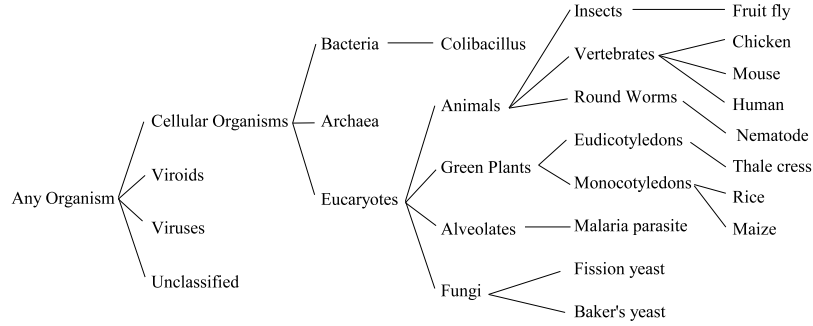 Insects
Fruit fly
Bacteria
Colibacillus
Vertebrates
Chicken
Mouse
Human
Cellular Organisms
Archaea
Animals
Round Worms
Nematode
Viroids
Green Plants
Eudicotyledons
Thale cress
Any Organism
Eucaryotes
Monocotyledons
Rice
Viruses
Alveolates
Malaria parasite
Maize
Unclassified
Fungi
Fission yeast
Baker's yeast